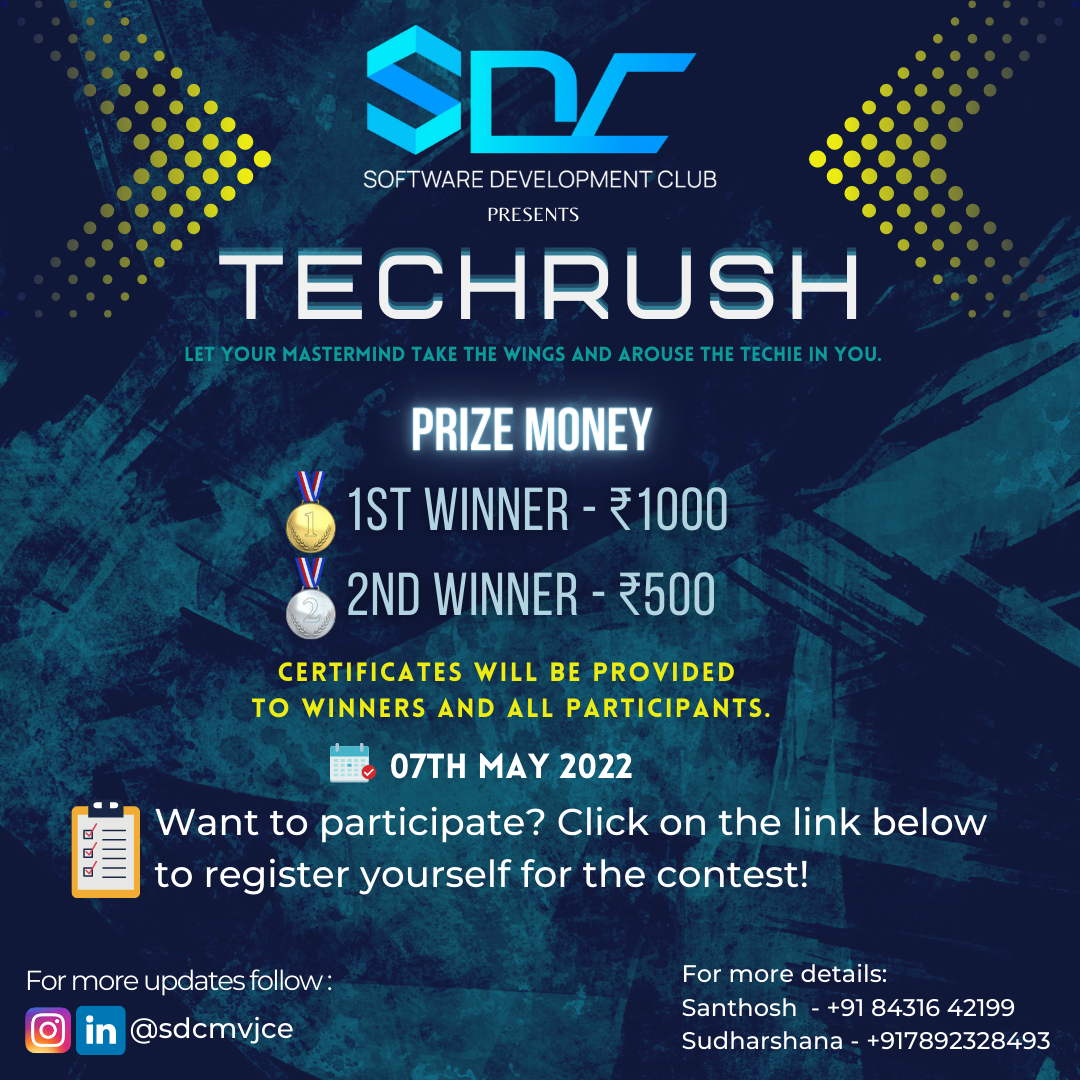 SDC
SOFTWARE DEVELOPMENT CLUB
PRESENTS
TECHRUSH
LET YOUR MASTERMIND TAKE THE WINGS AND AROUSE THE TECHIE IN YOU.
PRIZE MONEY
1 1ST WINNER - ₹1000
2 2ND WINNER - ₹500
CERTIFICATES WILL BE PROVIDED
TO WINNERS AND ALL PARTICIPANTS.
07TH MAY 2022
Want to participate? Click on the link below
to register yourself for the contest!
For more updates follow :
in @sdcmvjce
For more details:
Santhosh - +91 84316 42199
Sudharshana - +917892328493